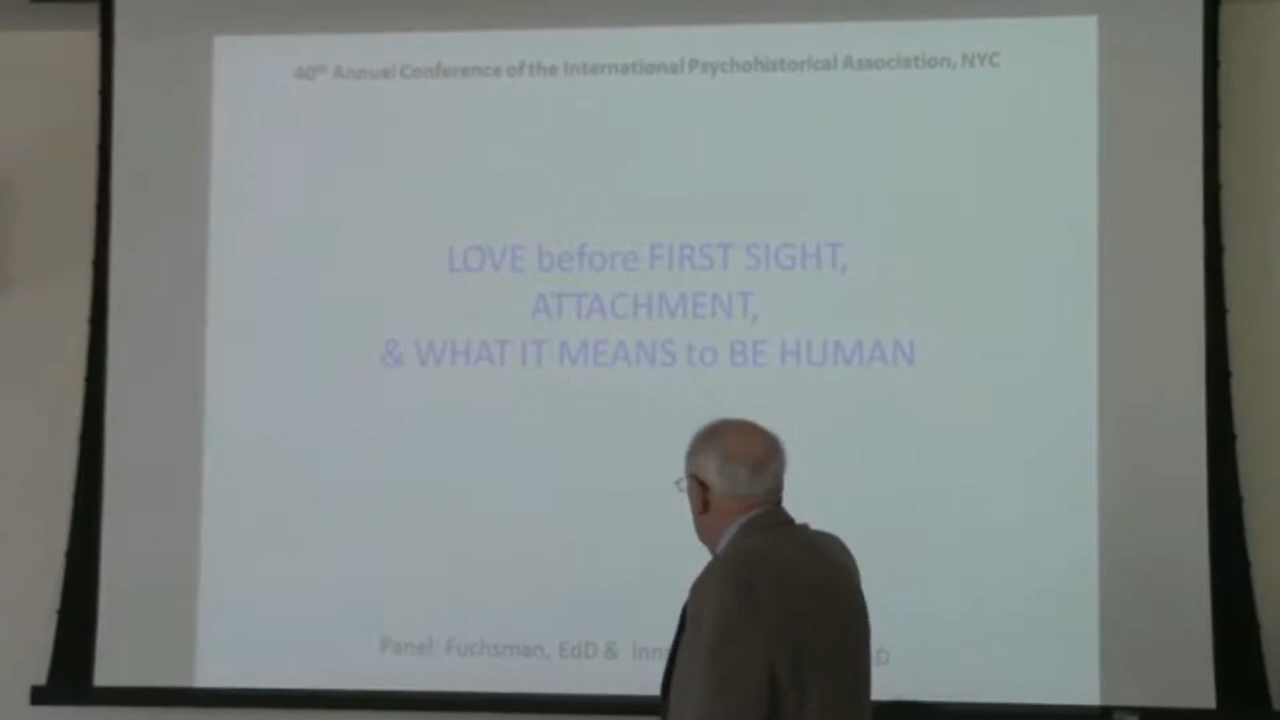 40th Annual Conference of the International Psychohistorical Association, NYC
LOVE before FIRST SIGHT,
ATTACHMENT,
& WHAT IT MEANS to BE HUMAN
Panel: Fuchsman, EdD &